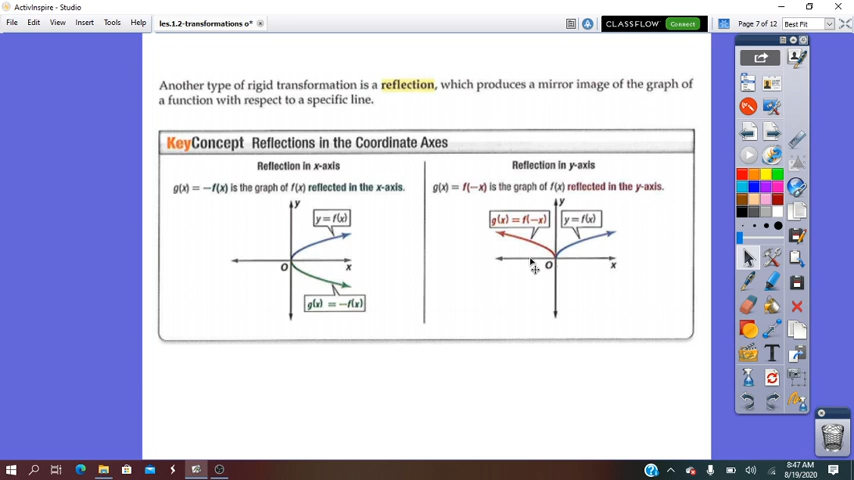 ActivInspire - Studio
File Edit View Insert Tools Help
les.1.2-transformations o*
CLASSFLOW Connect
Page 7 of 12
Best Fit
Another type of rigid transformation is a reflection, which produces a mirror image of the graph of
a function with respect to a specific line.
KeyConcept Reflections in the Coordinate Axes
Reflection in x-axis
g(x) = −f(x) is the graph of f(x) reflected in the x-axis.
y
y = f(x)
O
x
g(x) = −f(x)
Reflection in y-axis
g(x) = f(−x) is the graph of f(x) reflected in the y-axis.
y
g(x) = f(−x)
y = f(x)
O
x
8:47 AM
8/19/2020